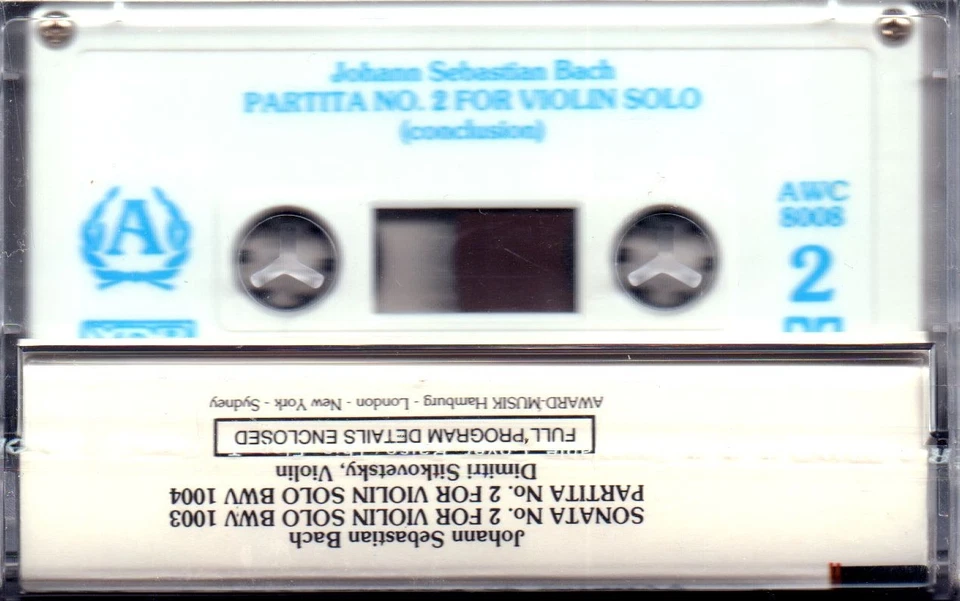 Johann Sebastian Bach
PARTITA NO. 2 FOR VIOLIN SOLO
(conclusion)
A
AWC
8008
2
Johann Sebastian Bach
SONATA No. 2 FOR VIOLIN SOLO BWV 1003
PARTITA No. 2 FOR VIOLIN SOLO BWV 1004
Dimitri Sitkovetsky, Violin
FULL PROGRAM DETAILS ENCLOSED
AWARD-MUSIK Hamburg - London - New York - Sydney